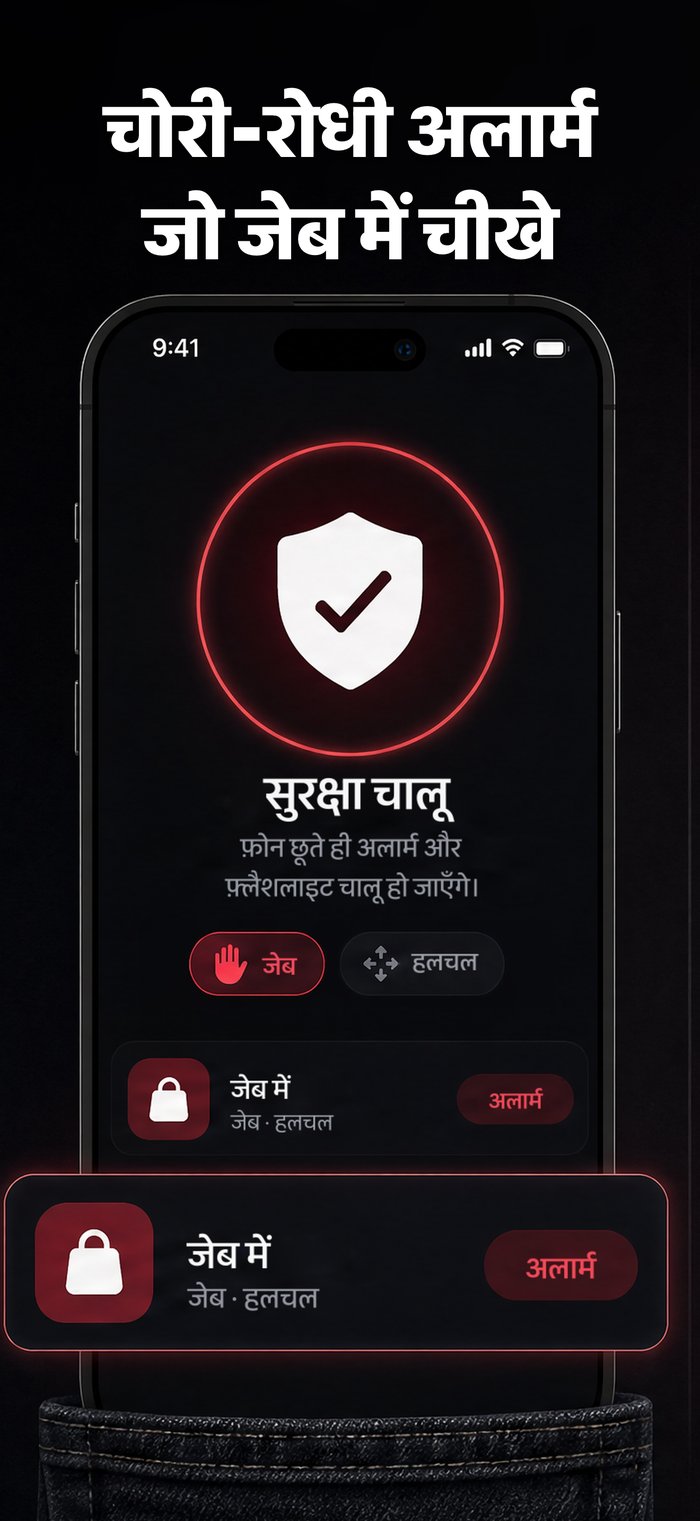 चोरी-रोधी अलार्म
जो जेब में चीखे
9:41
सुरक्षा चालू
फ़ोन छूते ही अलार्म और
फ़्लैशलाइट चालू हो जाएँगे।
जेब
हलचल
जेब में
अलार्म
जेब · हलचल
जेब में
अलार्म
जेब · हलचल